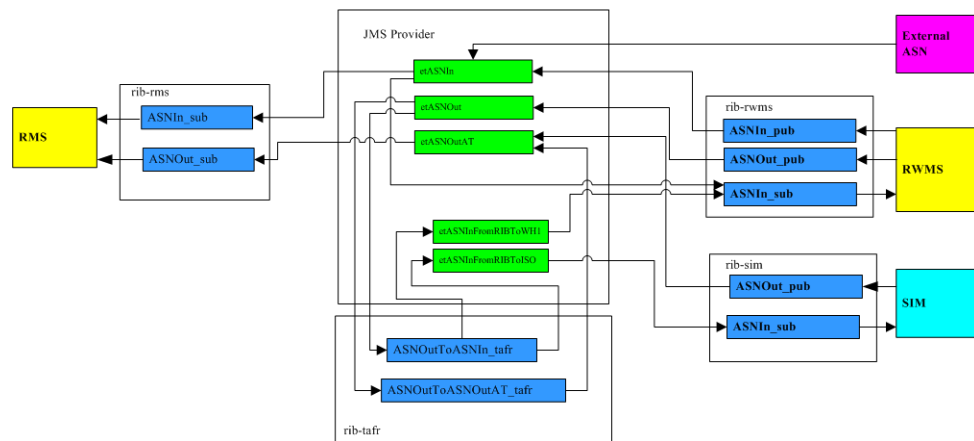 JMS Provider
External
ASN
etASNIn
rib-rms
etASNOut
rib-rwms
RMS
ASNIn_sub
ASNIn_pub
etASNOutAT
RWMS
ASNOut_sub
ASNOut_pub
ASNIn_sub
etASNInFromRIBToWH1
etASNInFromRIBToISO
rib-sim
ASNOut_pub
SIM
ASNIn_sub
ASNOutToASNIn_tafr
ASNOutToASNOutAT_tafr
rib-tafr